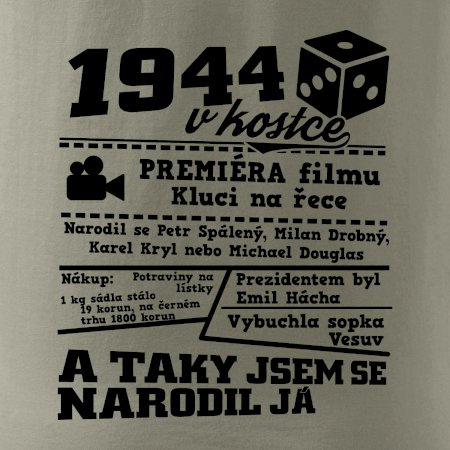 1944
v kostce
PREMIÉRA filmu
Kluci na řece
Narodil se Petr Spálený, Milan Drobný,
Karel Kryl nebo Michael Douglas
Nákup:
Potraviny na
lístky
1 kg sádla stálo
19 korun, na černém
trhu 1800 korun
Prezidentem byl
Emil Hácha
Vybuchla sopka
Vesuv
A TAKY JSEM SE
NARODIL JÁ